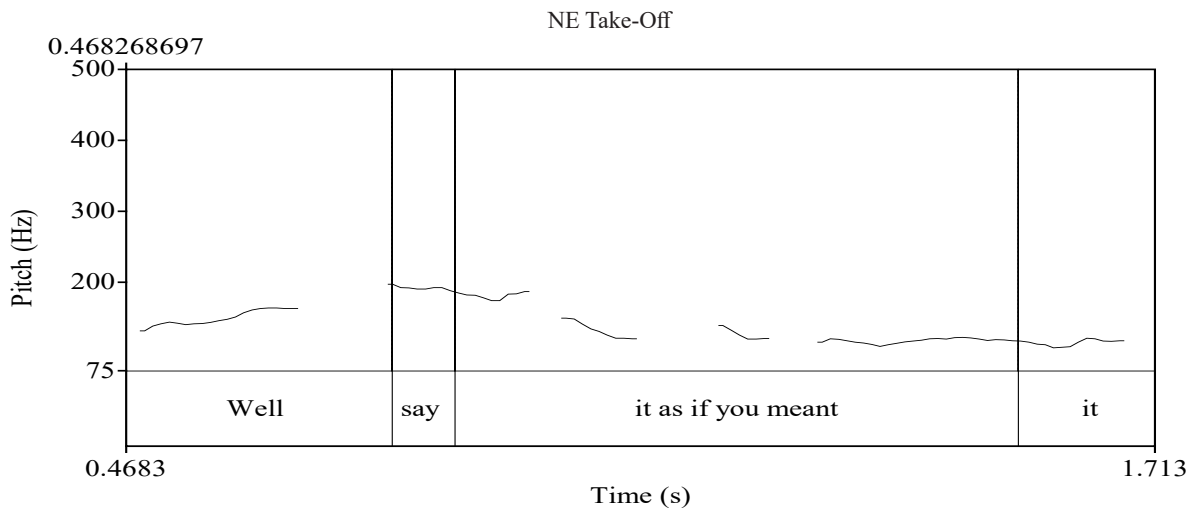 NE Take-Off
0.468268697
500
400
300
200
75
Pitch (Hz)
Well say it as if you meant it
0.4683 1.713
Time (s)